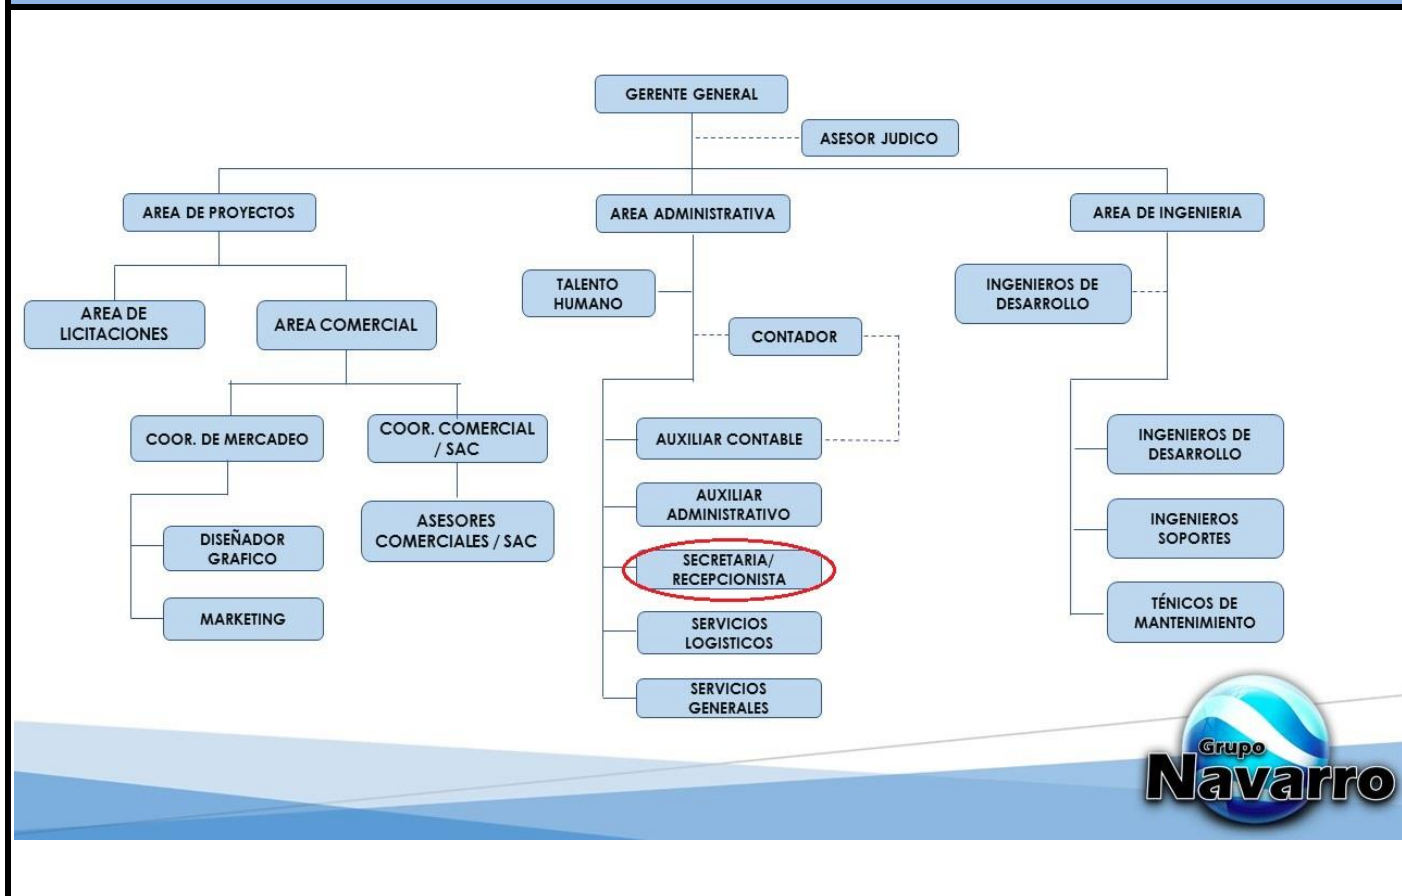 GERENTE GENERAL
ASESOR JUDICO
AREA DE PROYECTOS
AREA ADMINISTRATIVA
AREA DE INGENIERIA
TALENTO
HUMANO
INGENIEROS DE
DESARROLLO
AREA DE
LICITACIONES
AREA COMERCIAL
CONTADOR
COOR. DE MERCADEO
COOR. COMERCIAL
/ SAC
AUXILIAR CONTABLE
INGENIEROS DE
DESARROLLO
AUXILIAR
ADMINISTRATIVO
ASESORES
COMERCIALES / SAC
INGENIEROS
SOPORTES
DISEÑADOR
GRAFICO
SECRETARIA/
RECEPCIONISTA
MARKETING
SERVICIOS
LOGISTICOS
TÉNICOS DE
MANTENIMIENTO
SERVICIOS
GENERALES
Grupo
Navarro